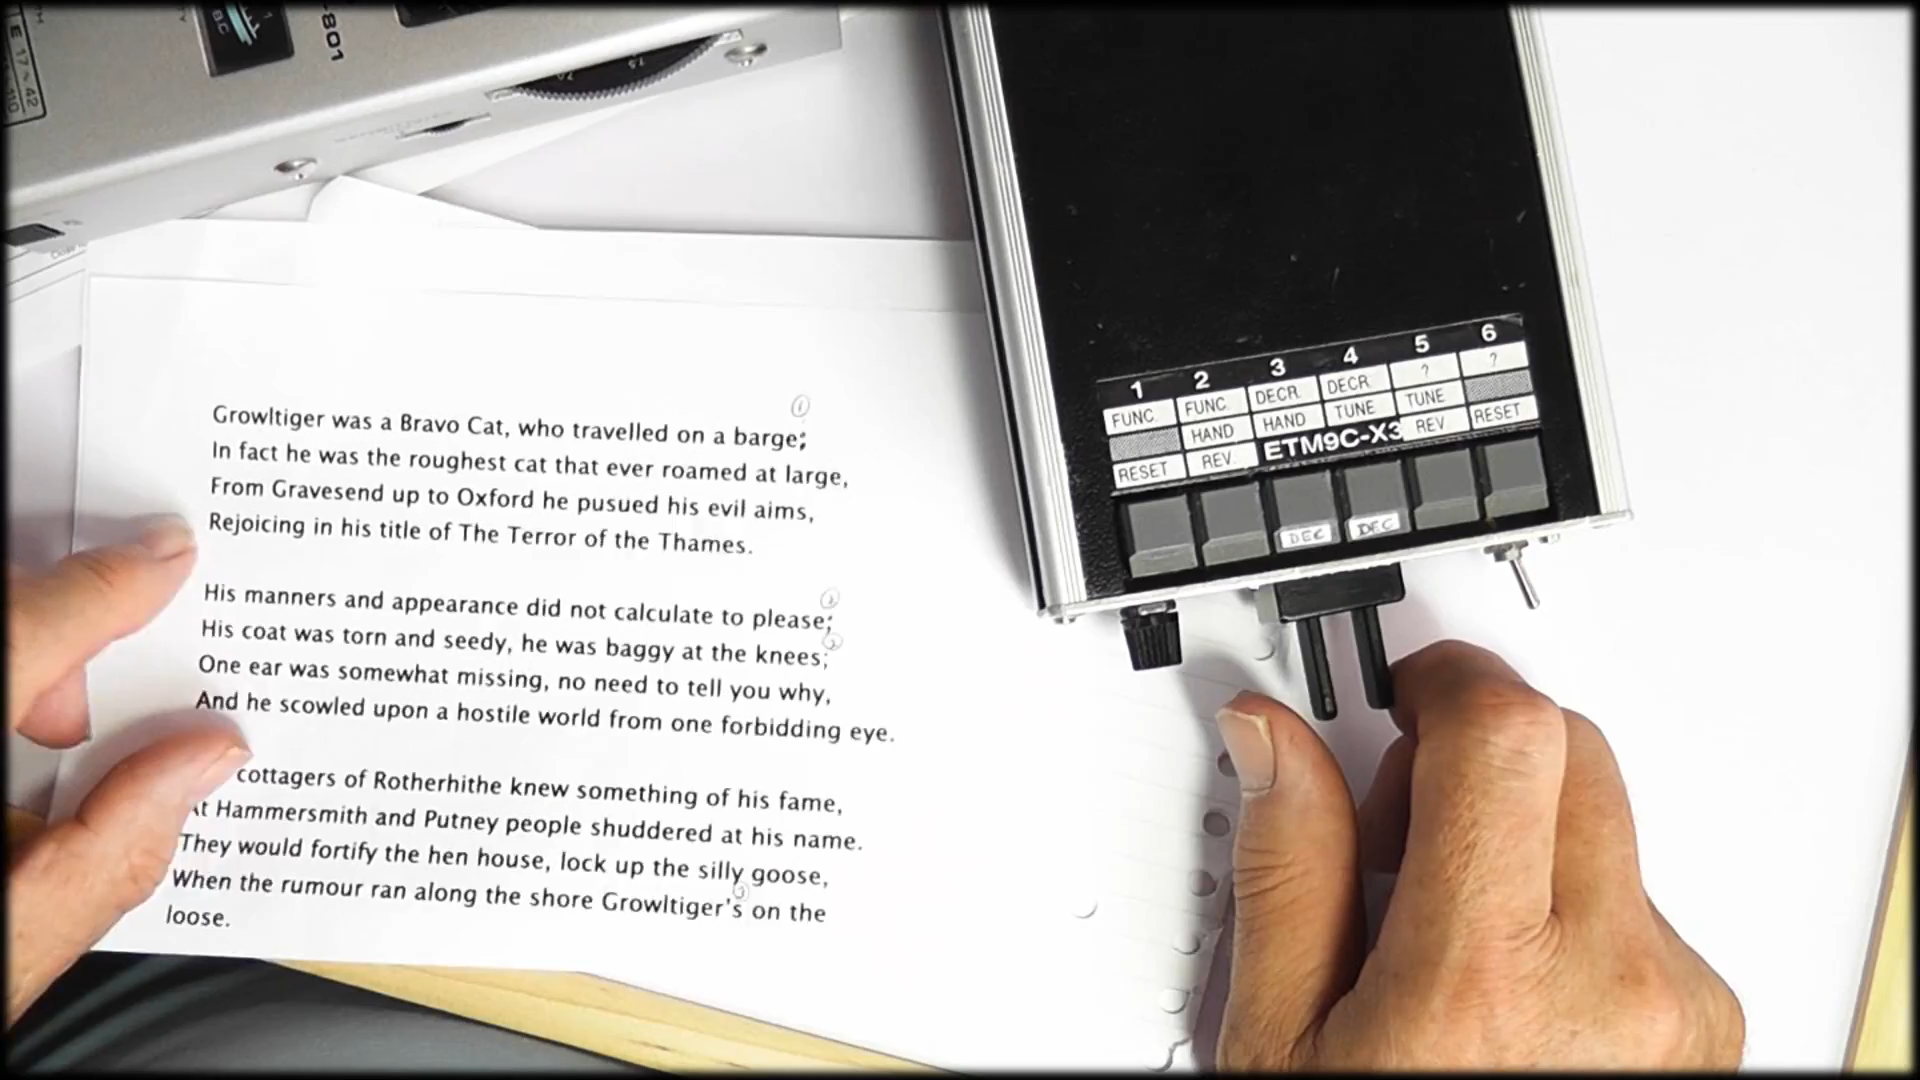 -801
E 17~42
Growltiger was a Bravo Cat, who travelled on a barge;
In fact he was the roughest cat that ever roamed at large,
From Gravesend up to Oxford he pusued his evil aims,
Rejoicing in his title of The Terror of the Thames.
His manners and appearance did not calculate to please;
His coat was torn and seedy, he was baggy at the knees;
One ear was somewhat missing, no need to tell you why,
And he scowled upon a hostile world from one forbidding eye.
cottagers of Rotherhithe knew something of his fame,
At Hammersmith and Putney people shuddered at his name.
They would fortify the hen house, lock up the silly goose,
When the rumour ran along the shore Growltiger's on the
loose.
1 2 3 4 5 6
FUNC. FUNC. DECR. DECR. ? ?
HAND HAND TUNE TUNE
RESET REV. ETM9C-X3 REV RESET
DEC DEC